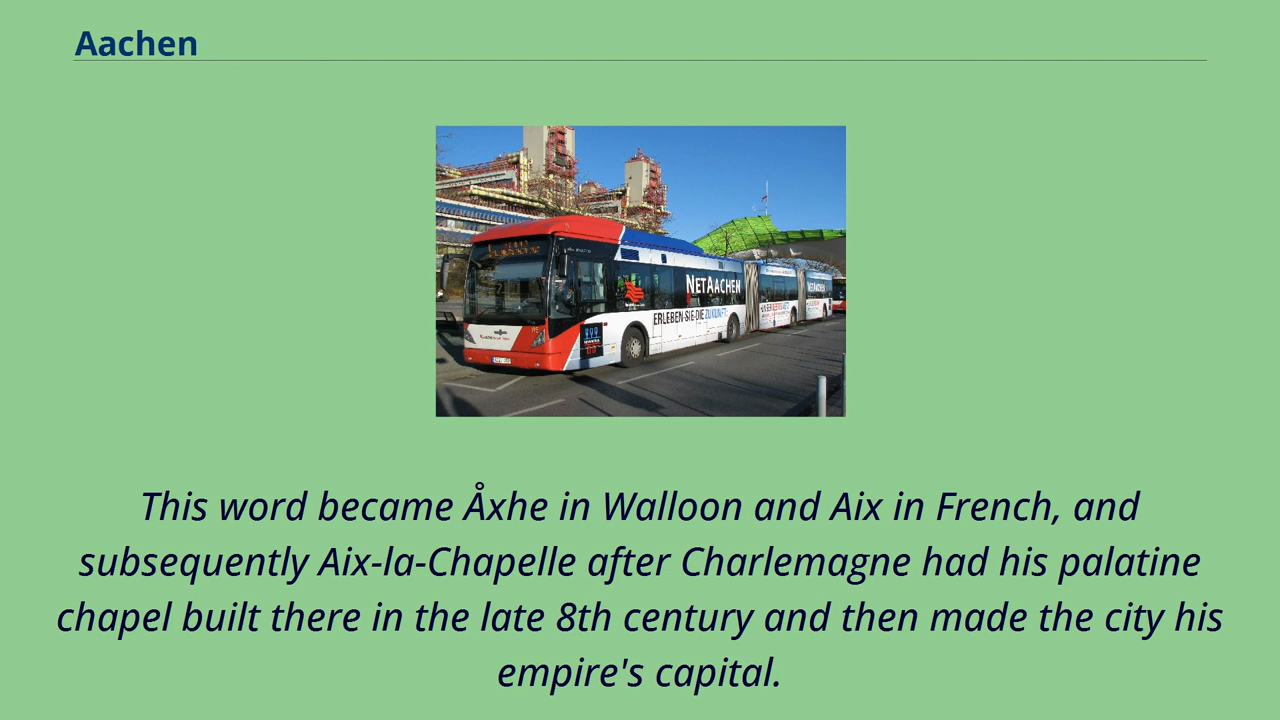 Aachen
NETAACHEN
ERLEBEN·SIE·DIE ZUKUNFT!
This word became Åxhe in Walloon and Aix in French, and
subsequently Aix-la-Chapelle after Charlemagne had his palatine
chapel built there in the late 8th century and then made the city his
empire's capital.